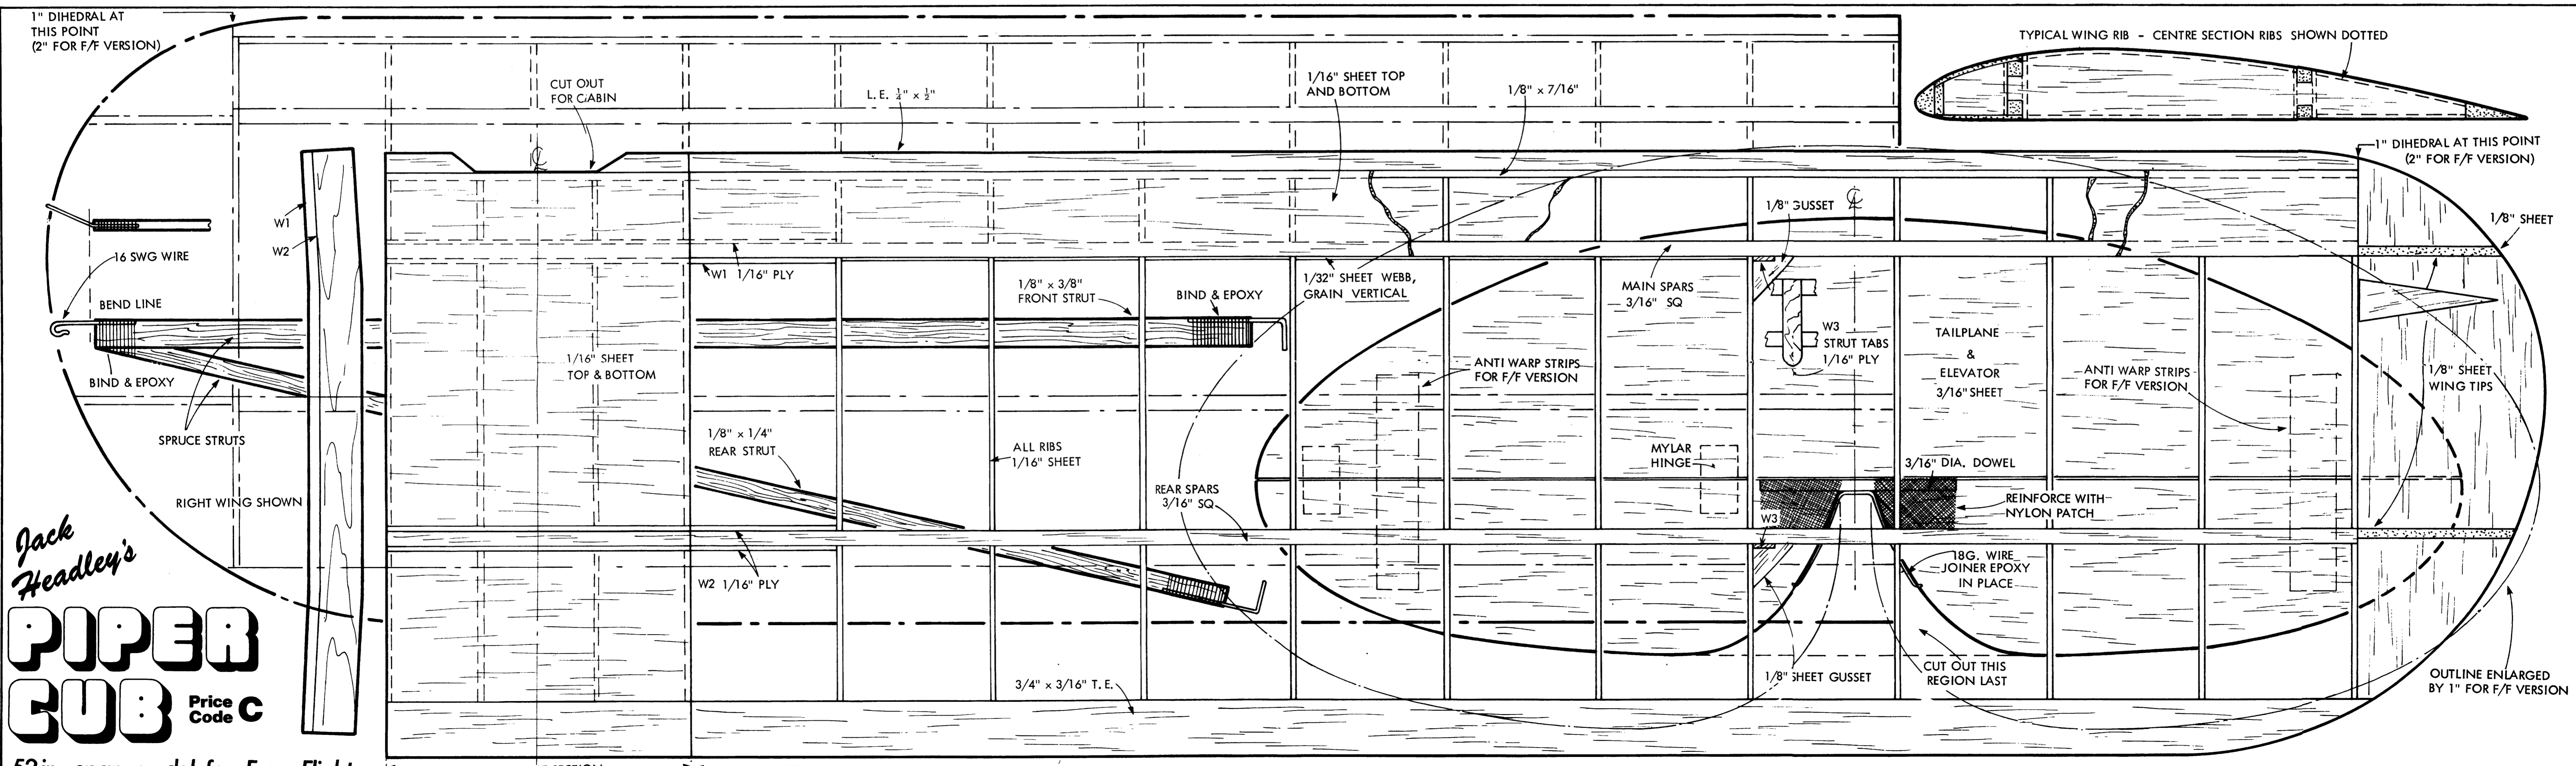 1" DIHEDRAL AT
THIS POINT
(2" FOR F/F VERSION)
CUT OUT
FOR CABIN
L.E. ¼" x ½"
1/16" SHEET TOP
AND BOTTOM
1/8" x 7/16"
TYPICAL WING RIB - CENTRE SECTION RIBS SHOWN DOTTED
1" DIHEDRAL AT THIS POINT
(2" FOR F/F VERSION)
W1
W2
16 SWG WIRE
BEND LINE
BIND & EPOXY
SPRUCE STRUTS
RIGHT WING SHOWN
℄
W1 1/16" PLY
1/8" x 3/8"
FRONT STRUT
BIND & EPOXY
1/32" SHEET WEBB,
GRAIN VERTICAL
MAIN SPARS
3/16" SQ
1/8" GUSSET
℄
1/8" SHEET
W3
STRUT TABS
1/16" PLY
TAILPLANE
&
ELEVATOR
3/16" SHEET
1/16" SHEET
TOP & BOTTOM
ANTI WARP STRIPS
FOR F/F VERSION
ANTI WARP STRIPS
FOR F/F VERSION
1/8" SHEET
WING TIPS
1/8" x 1/4"
REAR STRUT
ALL RIBS
1/16" SHEET
MYLAR
HINGE
3/16" DIA. DOWEL
REAR SPARS
3/16" SQ.
REINFORCE WITH
NYLON PATCH
W3
18G. WIRE
JOINER EPOXY
IN PLACE
W2 1/16" PLY
3/4" x 3/16" T.E.
1/8" SHEET GUSSET
CUT OUT THIS
REGION LAST
OUTLINE ENLARGED
BY 1" FOR F/F VERSION
Jack
Headley's
PIPER
CUB
Price
Code C